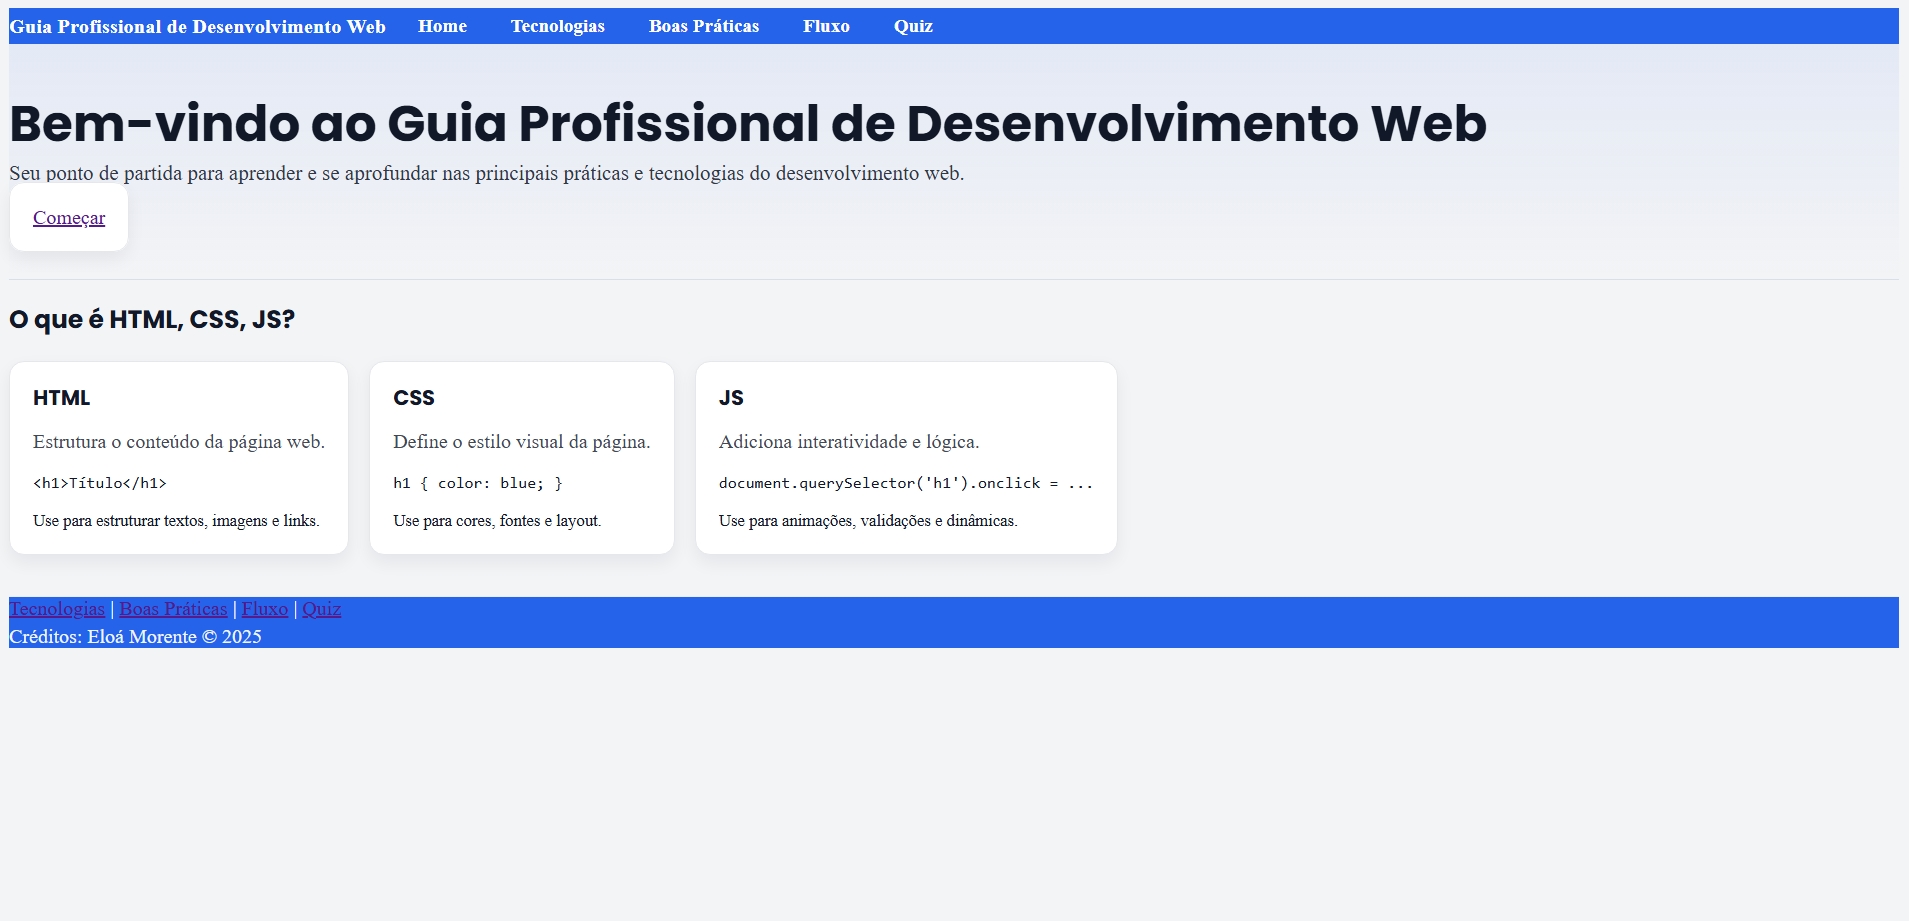 Guia Profissional de Desenvolvimento Web Home Tecnologias Boas Práticas Fluxo Quiz
Bem-vindo ao Guia Profissional de Desenvolvimento Web
Seu ponto de partida para aprender e se aprofundar nas principais práticas e tecnologias do desenvolvimento web.
Começar
O que é HTML, CSS, JS?
HTML
Estrutura o conteúdo da página web.
<h1>Título</h1>
Use para estruturar textos, imagens e links.
CSS
Define o estilo visual da página.
h1 { color: blue; }
Use para cores, fontes e layout.
JS
Adiciona interatividade e lógica.
document.querySelector('h1').onclick = ...
Use para animações, validações e dinâmicas.
Tecnologias | Boas Práticas | Fluxo | Quiz
Créditos: Eloá Morente © 2025